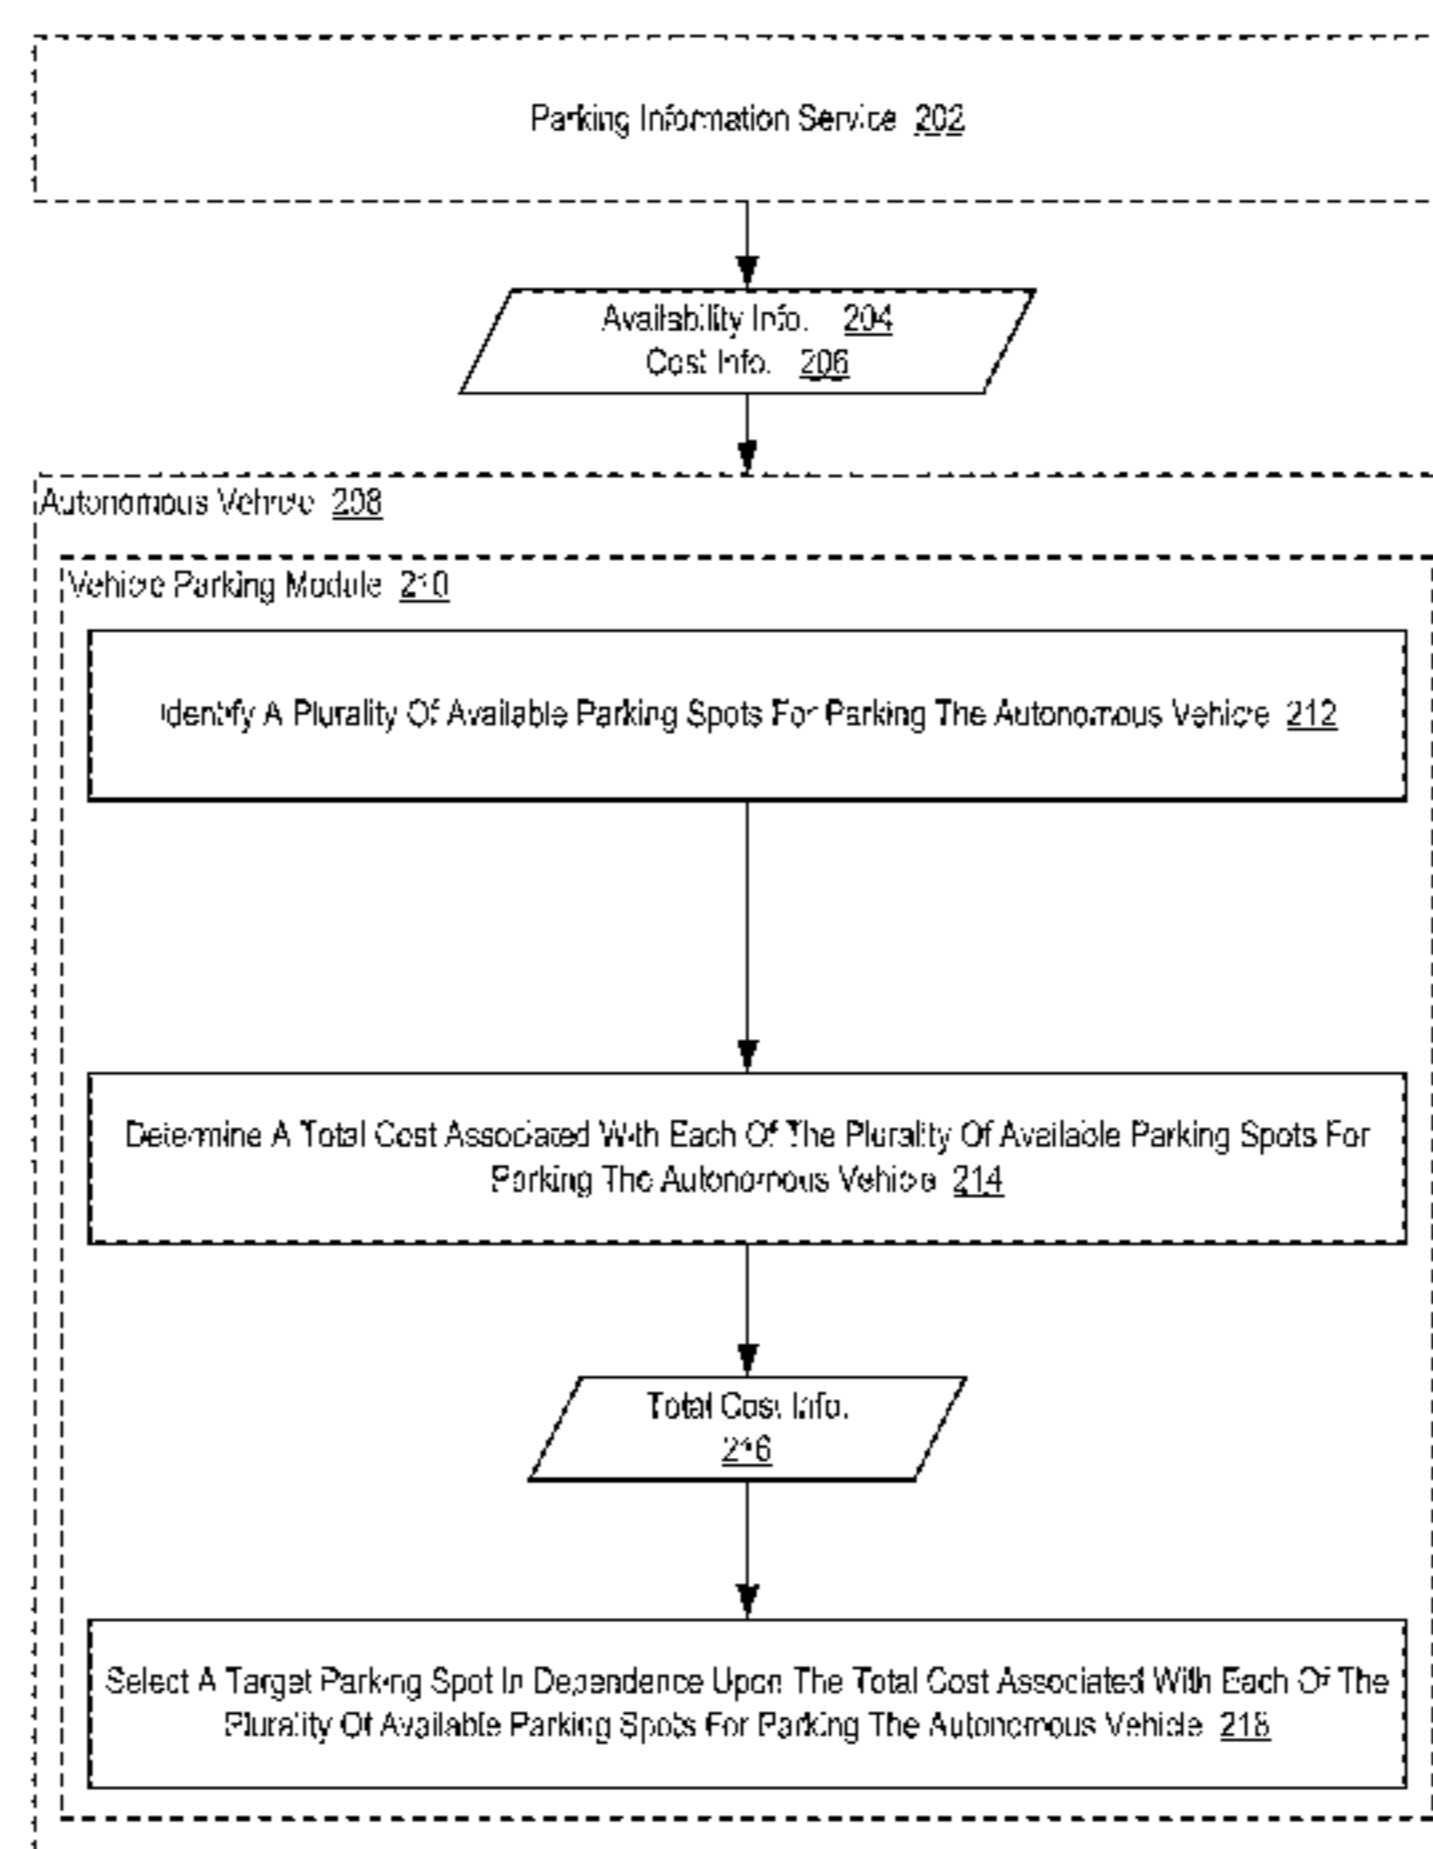 Parking Information Service 202
Availability Info. 204
Cost Info. 206
Autonomous Vehicle 208
Vehicle Parking Module 210
Identify A Plurality Of Available Parking Spots For Parking The Autonomous Vehicle 212
Determine A Total Cost Associated With Each Of The Plurality Of Available Parking Spots For
Parking The Autonomous Vehicle 214
Total Cost Info.
216
Select A Target Parking Spot In Dependence Upon The Total Cost Associated With Each Of The
Plurality Of Available Parking Spots For Parking The Autonomous Vehicle 218